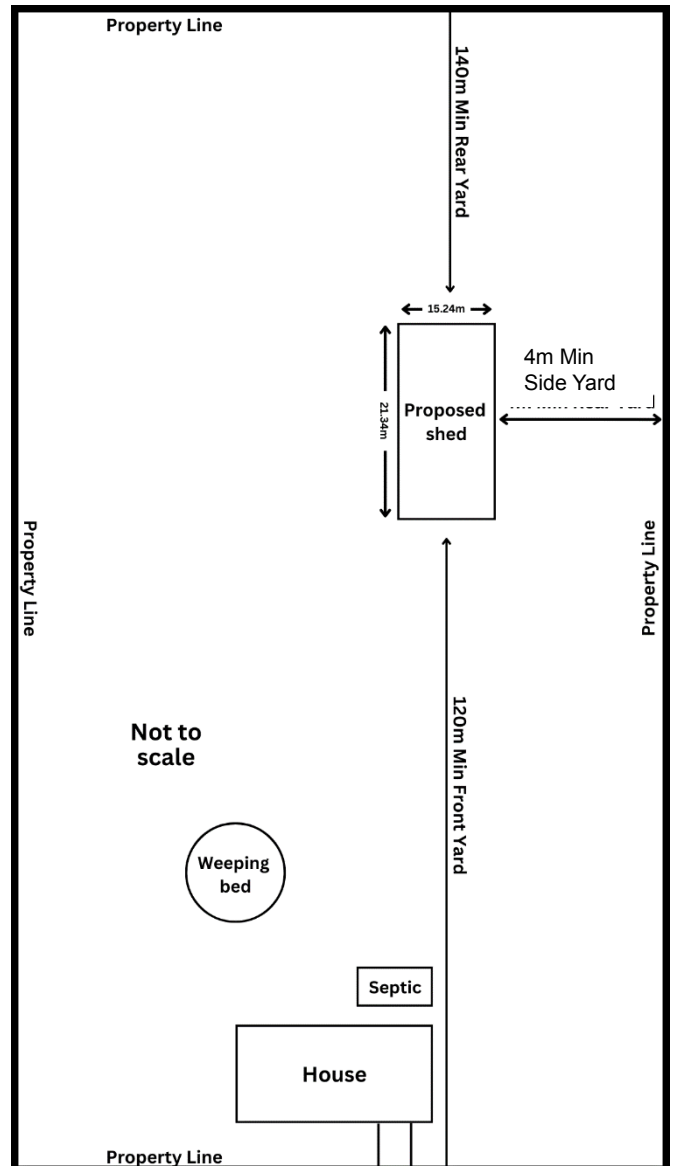 Property Line
140m Min Rear Yard
15.24m
4m Min
Side Yard
21.34m
Proposed
shed
Property Line
Property Line
120m Min Front Yard
Not to
scale
Weeping
bed
Septic
House
Property Line